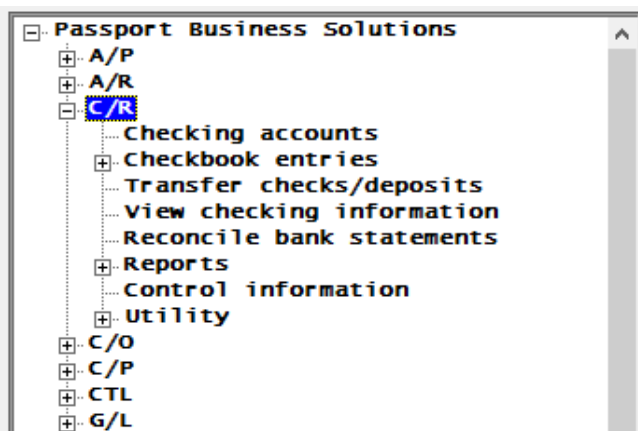 Passport Business Solutions
A/P
A/R
C/R
Checking accounts
Checkbook entries
Transfer checks/deposits
View checking information
Reconcile bank statements
Reports
Control information
Utility
C/O
C/P
CTL
G/L